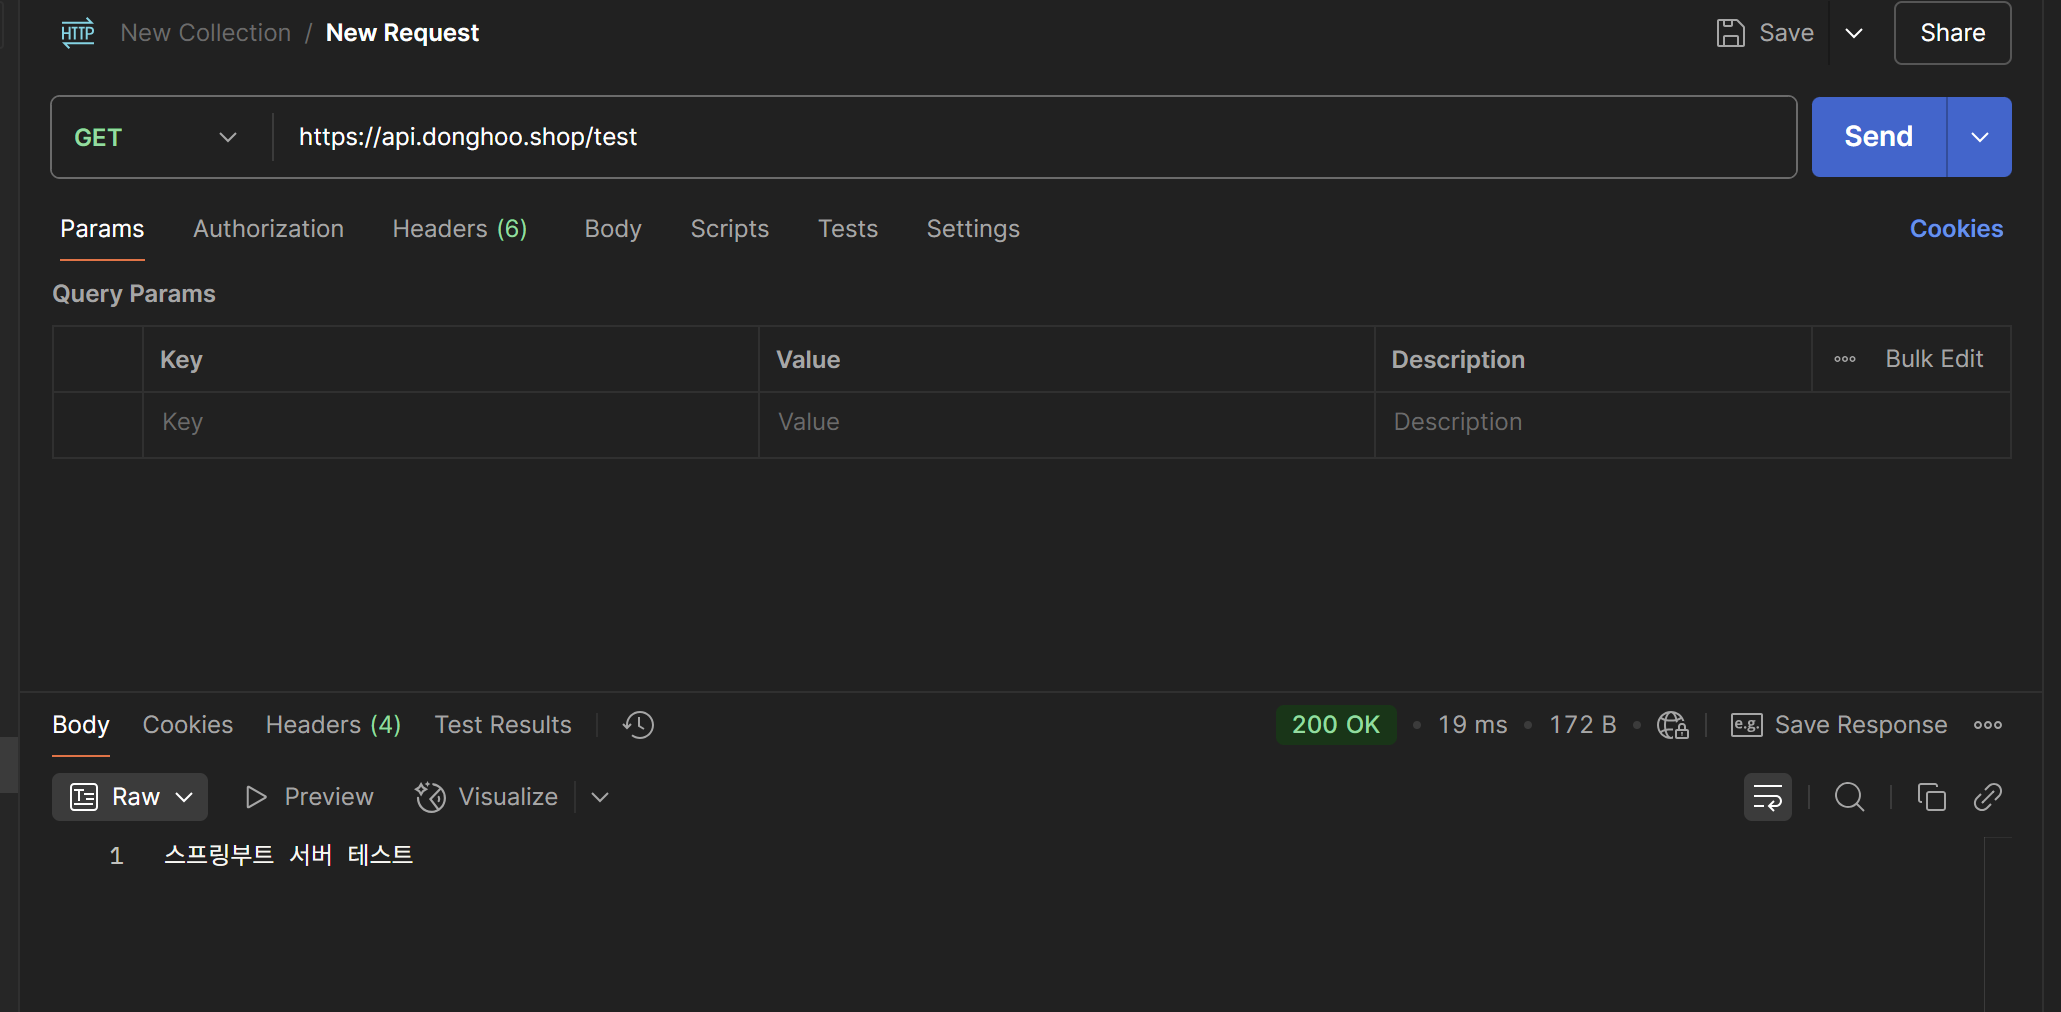 HTTP New Collection / New Request Save Share
GET https://api.donghoo.shop/test Send
Params Authorization Headers (6) Body Scripts Tests Settings Cookies
Query Params
Key Value Description Bulk Edit
Key Value Description
Body Cookies Headers (4) Test Results 200 OK • 19 ms • 172 B • e.g. Save Response
Raw Preview Visualize
1 스프링부트 서버 테스트